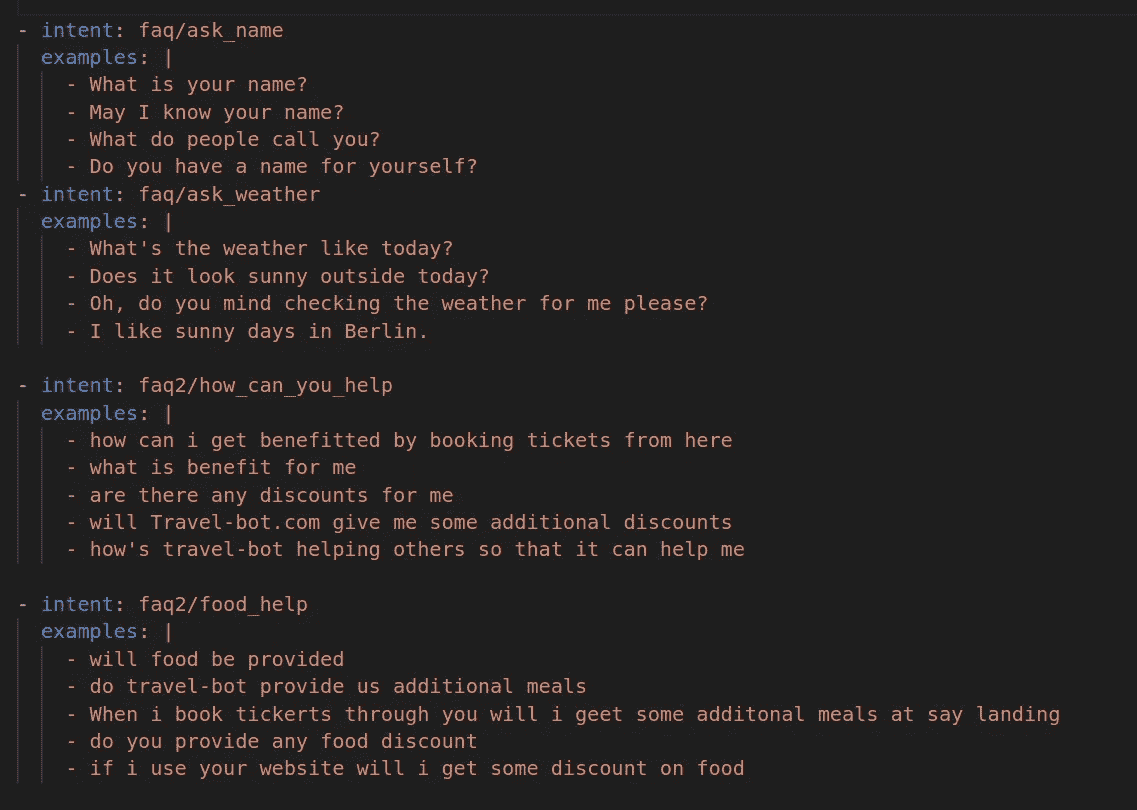 - intent: faq/ask_name
  examples: |
    - What is your name?
    - May I know your name?
    - What do people call you?
    - Do you have a name for yourself?
- intent: faq/ask_weather
  examples: |
    - What's the weather like today?
    - Does it look sunny outside today?
    - Oh, do you mind checking the weather for me please?
    - I like sunny days in Berlin.

- intent: faq2/how_can_you_help
  examples: |
    - how can i get benefitted by booking tickets from here
    - what is benefit for me
    - are there any discounts for me
    - will Travel-bot.com give me some additional discounts
    - how's travel-bot helping others so that it can help me

- intent: faq2/food_help
  examples: |
    - will food be provided
    - do travel-bot provide us additional meals
    - When i book tickerts through you will i geet some additonal meals at say landing
    - do you provide any food discount
    - if i use your website will i get some discount on food